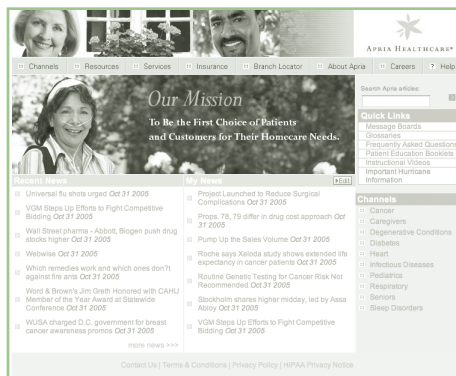 APRIA HEALTHCARE®
Channels
Resources
Services
Insurance
Branch Locator
About Apria
Careers
? Help
Our Mission
To Be the First Choice of Patients
and Customers for Their Homecare Needs.
Search Apria articles:
Quick Links
Message Boards
Glossaries
Frequently Asked Questions
Patient Education Booklets
Instructional Videos
Important Hurricane
Information
Recent News
Universal flu shots urged Oct 31 2005
VGM Steps Up Efforts to Fight Competitive
Bidding Oct 31 2005
Wall Street pharma - Abbott, Biogen push drug
stocks higher Oct 31 2005
Webwise Oct 31 2005
Which remedies work and which ones don?t
against fire ants Oct 31 2005
Word & Brown's Jim Greth Honored with CAHU
Member of the Year Award at Statewide
Conference Oct 31 2005
WUSA charged D.C. government for breast
cancer awareness promos Oct 31 2005
more news >>>
My News
Edit
Project Launched to Reduce Surgical
Complications Oct 31 2005
Props. 78, 79 differ in drug cost approach Oct
31 2005
Pump Up the Sales Volume Oct 31 2005
Roche says Xeloda study shows extended life
expectancy in cancer patients Oct 31 2005
Routine Genetic Testing for Cancer Risk Not
Recommended Oct 31 2005
Stockholm shares higher midday, led by Assa
Abloy Oct 31 2005
VGM Steps Up Efforts to Fight Competitive
Bidding Oct 31 2005
Channels
Cancer
Caregivers
Degenerative Conditions
Diabetes
Heart
Infectious Diseases
Pediatrics
Respiratory
Seniors
Sleep Disorders
Contact Us | Terms & Conditions | Privacy Policy | HIPAA Privacy Notice